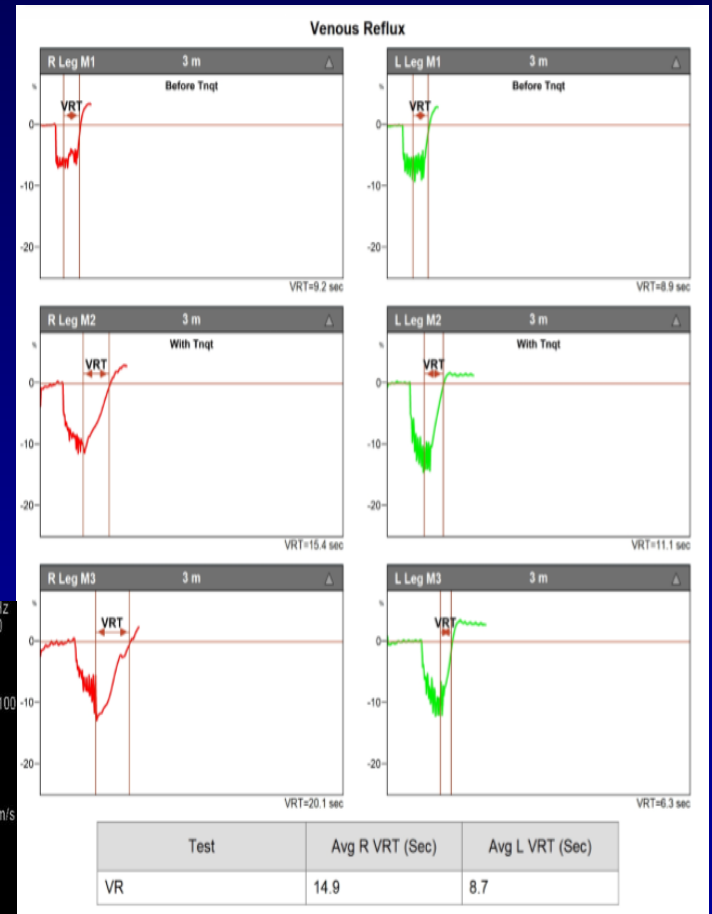 Venous Reflux
R Leg M1 3 m
L Leg M1 3 m
%
Before Tnqt
%
Before Tnqt
VRT
VRT
0
0
-10
-10
-20
-20
VRT=9.2 sec
VRT=8.9 sec
R Leg M2 3 m
L Leg M2 3 m
%
With Tnqt
%
With Tnqt
VRT
VRT
0
0
-10
-10
-20
-20
VRT=15.4 sec
VRT=11.1 sec
R Leg M3 3 m
L Leg M3 3 m
%
%
VRT
VRT
0
0
-10
-10
-20
-20
VRT=20.1 sec
VRT=6.3 sec
100
m/s
Test Avg R VRT (Sec) Avg L VRT (Sec)
VR 14.9 8.7